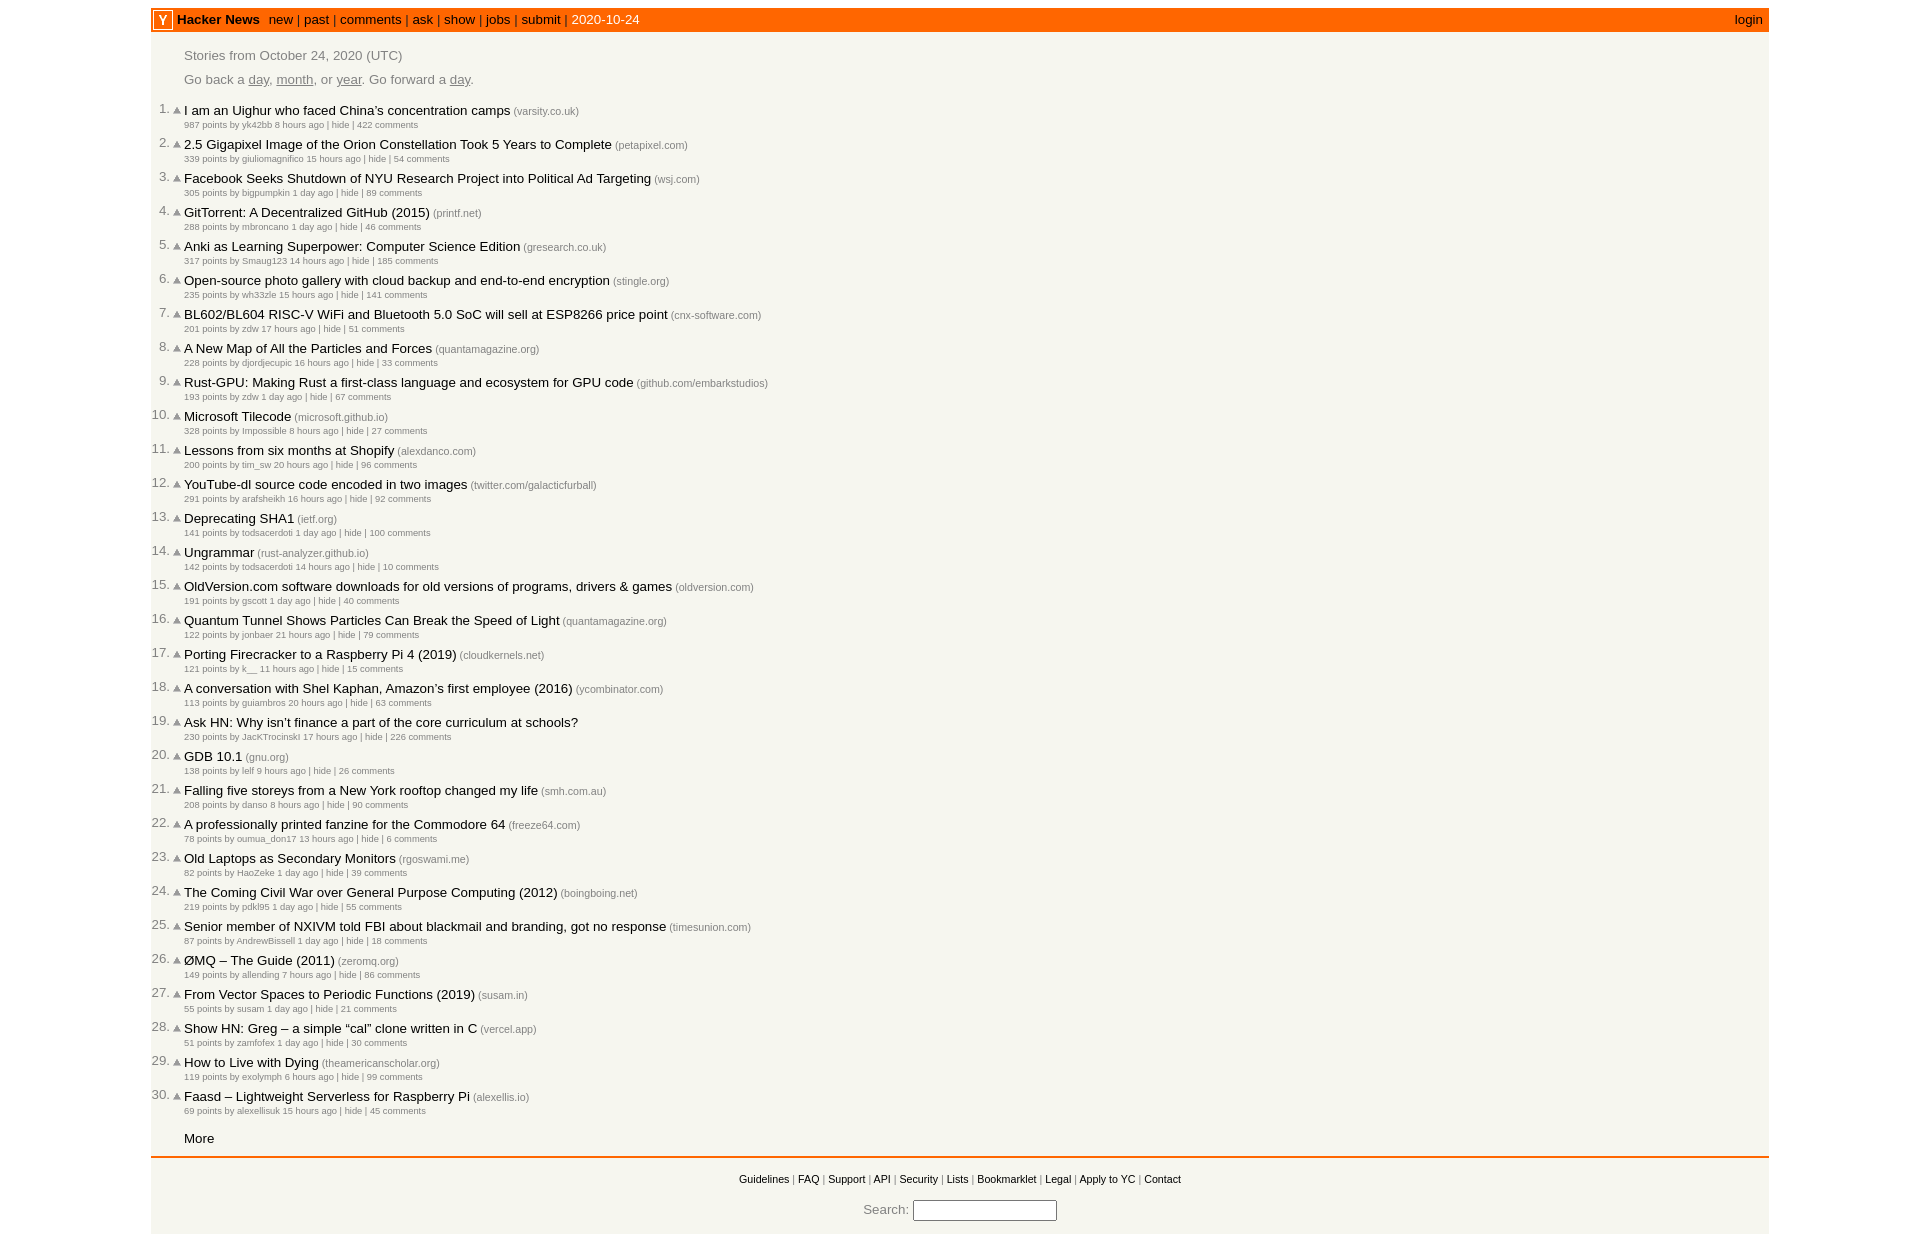 Y Hacker News new | past | comments | ask | show | jobs | submit | 2020-10-24 login
Stories from October 24, 2020 (UTC)
Go back a day, month, or year. Go forward a day.
1. I am an Uighur who faced China’s concentration camps (varsity.co.uk)
987 points by yk42bb 8 hours ago | hide | 422 comments
2. 2.5 Gigapixel Image of the Orion Constellation Took 5 Years to Complete (petapixel.com)
339 points by giuliomagnifico 15 hours ago | hide | 54 comments
3. Facebook Seeks Shutdown of NYU Research Project into Political Ad Targeting (wsj.com)
305 points by bigpumpkin 1 day ago | hide | 89 comments
4. GitTorrent: A Decentralized GitHub (2015) (printf.net)
288 points by mbroncano 1 day ago | hide | 46 comments
5. Anki as Learning Superpower: Computer Science Edition (gresearch.co.uk)
317 points by Smaug123 14 hours ago | hide | 185 comments
6. Open-source photo gallery with cloud backup and end-to-end encryption (stingle.org)
235 points by wh33zle 15 hours ago | hide | 141 comments
7. BL602/BL604 RISC-V WiFi and Bluetooth 5.0 SoC will sell at ESP8266 price point (cnx-software.com)
201 points by zdw 17 hours ago | hide | 51 comments
8. A New Map of All the Particles and Forces (quantamagazine.org)
228 points by djordjecupic 16 hours ago | hide | 33 comments
9. Rust-GPU: Making Rust a first-class language and ecosystem for GPU code (github.com/embarkstudios)
193 points by zdw 1 day ago | hide | 67 comments
10. Microsoft Tilecode (microsoft.github.io)
328 points by Impossible 8 hours ago | hide | 27 comments
11. Lessons from six months at Shopify (alexdanco.com)
200 points by tim_sw 20 hours ago | hide | 96 comments
12. YouTube-dl source code encoded in two images (twitter.com/galacticfurball)
291 points by arafsheikh 16 hours ago | hide | 92 comments
13. Deprecating SHA1 (ietf.org)
141 points by todsacerdoti 1 day ago | hide | 100 comments
14. Ungrammar (rust-analyzer.github.io)
142 points by todsacerdoti 14 hours ago | hide | 10 comments
15. OldVersion.com software downloads for old versions of programs, drivers & games (oldversion.com)
191 points by gscott 1 day ago | hide | 40 comments
16. Quantum Tunnel Shows Particles Can Break the Speed of Light (quantamagazine.org)
122 points by jonbaer 21 hours ago | hide | 79 comments
17. Porting Firecracker to a Raspberry Pi 4 (2019) (cloudkernels.net)
121 points by k__ 11 hours ago | hide | 15 comments
18. A conversation with Shel Kaphan, Amazon’s first employee (2016) (ycombinator.com)
113 points by guiambros 20 hours ago | hide | 63 comments
19. Ask HN: Why isn’t finance a part of the core curriculum at schools?
230 points by JacKTrocinskI 17 hours ago | hide | 226 comments
20. GDB 10.1 (gnu.org)
138 points by lelf 9 hours ago | hide | 26 comments
21. Falling five storeys from a New York rooftop changed my life (smh.com.au)
208 points by danso 8 hours ago | hide | 90 comments
22. A professionally printed fanzine for the Commodore 64 (freeze64.com)
78 points by oumua_don17 13 hours ago | hide | 6 comments
23. Old Laptops as Secondary Monitors (rgoswami.me)
82 points by HaoZeke 1 day ago | hide | 39 comments
24. The Coming Civil War over General Purpose Computing (2012) (boingboing.net)
219 points by pdkl95 1 day ago | hide | 55 comments
25. Senior member of NXIVM told FBI about blackmail and branding, got no response (timesunion.com)
87 points by AndrewBissell 1 day ago | hide | 18 comments
26. ØMQ – The Guide (2011) (zeromq.org)
149 points by allending 7 hours ago | hide | 86 comments
27. From Vector Spaces to Periodic Functions (2019) (susam.in)
55 points by susam 1 day ago | hide | 21 comments
28. Show HN: Greg – a simple “cal” clone written in C (vercel.app)
51 points by zamfofex 1 day ago | hide | 30 comments
29. How to Live with Dying (theamericanscholar.org)
119 points by exolymph 6 hours ago | hide | 99 comments
30. Faasd – Lightweight Serverless for Raspberry Pi (alexellis.io)
69 points by alexellisuk 15 hours ago | hide | 45 comments
More
Guidelines | FAQ | Support | API | Security | Lists | Bookmarklet | Legal | Apply to YC | Contact
Search: